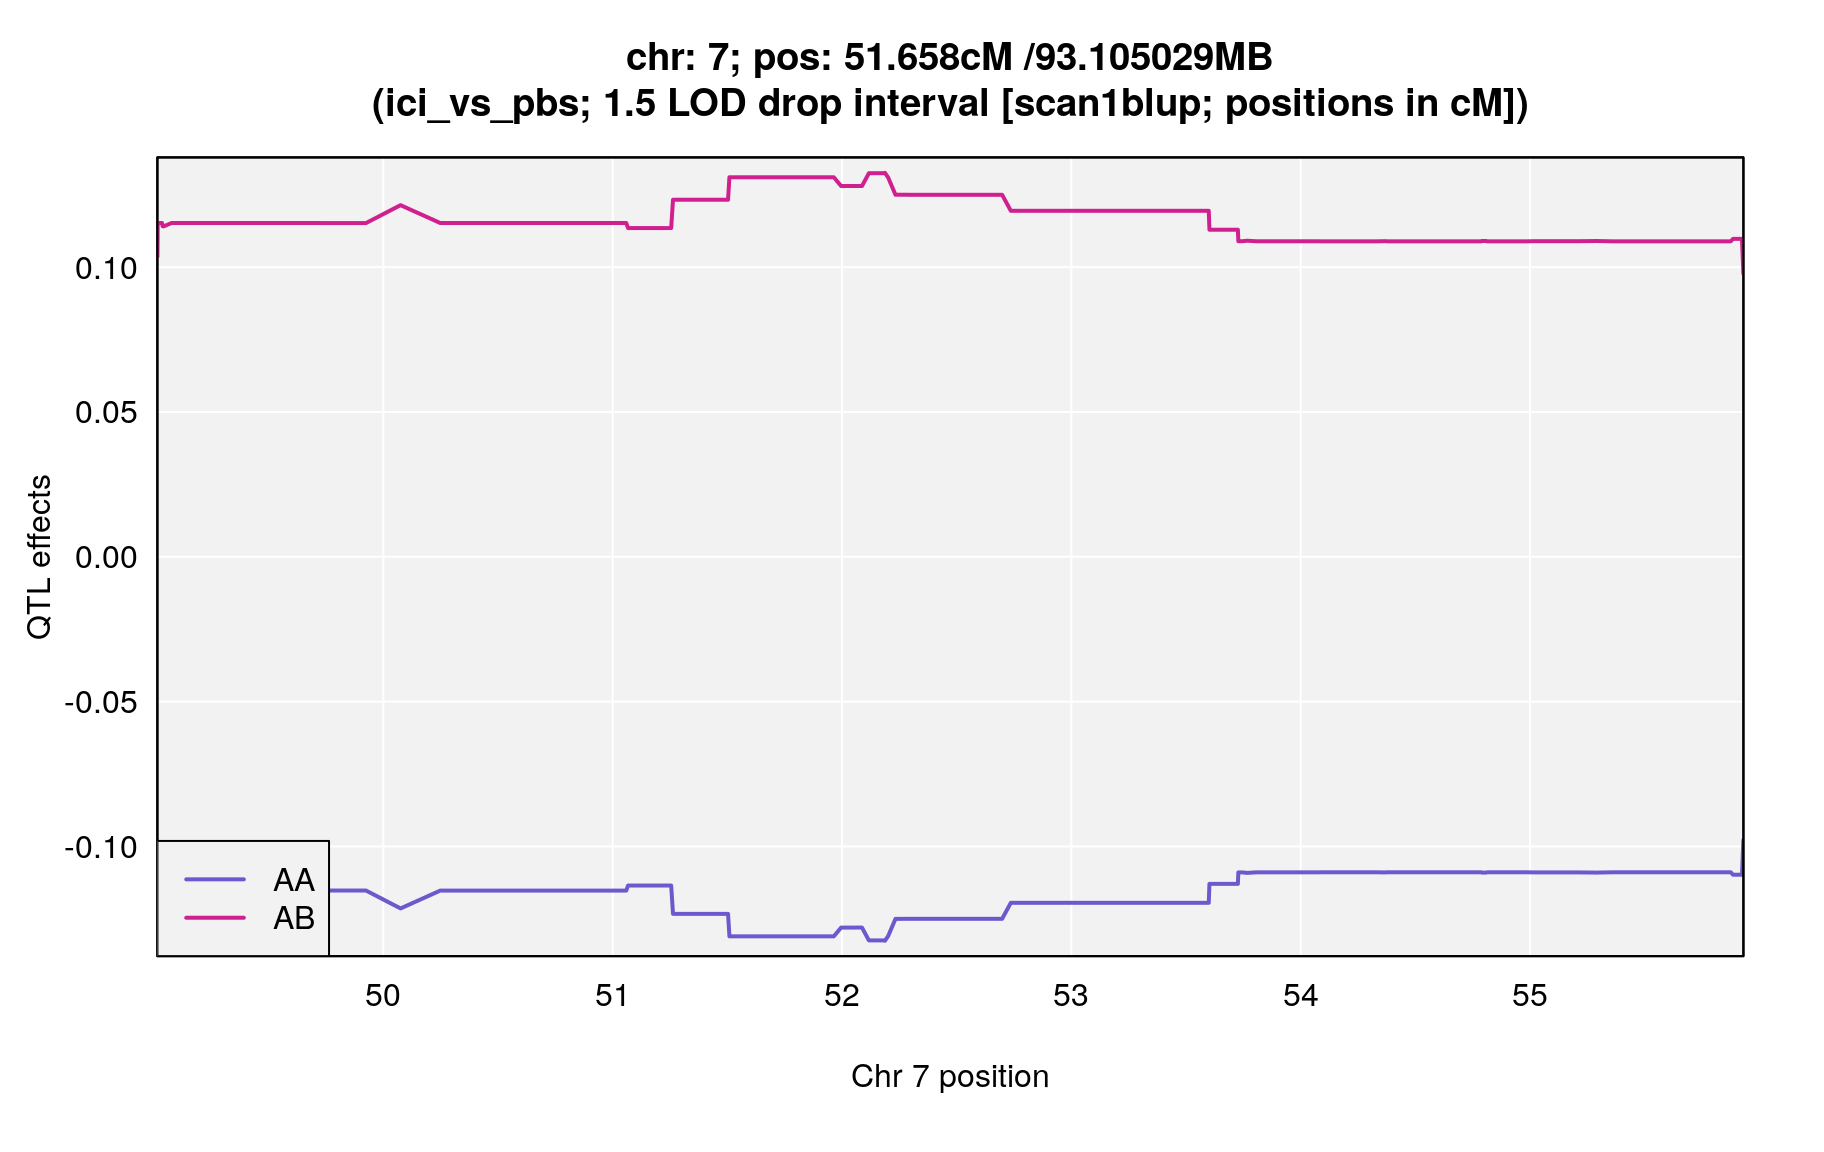 chr: 7; pos: 51.658cM /93.105029MB
(ici_vs_pbs; 1.5 LOD drop interval [scan1blup; positions in cM])
QTL effects
0.10
0.05
0.00
-0.05
-0.10
AA
AB
50 51 52 53 54 55
Chr 7 position